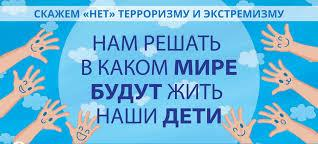 СКАЖЕМ «НЕТ» ТЕРРОРИЗМУ И ЭКСТРЕМИЗМУ
НАМ РЕШАТЬ
В КАКОМ МИРЕ
БУДУТ ЖИТЬ
НАШИ ДЕТИ